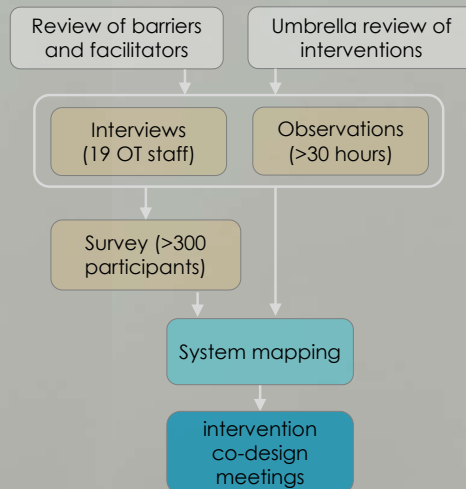 Review of barriers
and facilitators
Umbrella review of
interventions
Interviews
(19 OT staff)
Observations
(>30 hours)
Survey (>300
participants)
System mapping
intervention
co-design
meetings